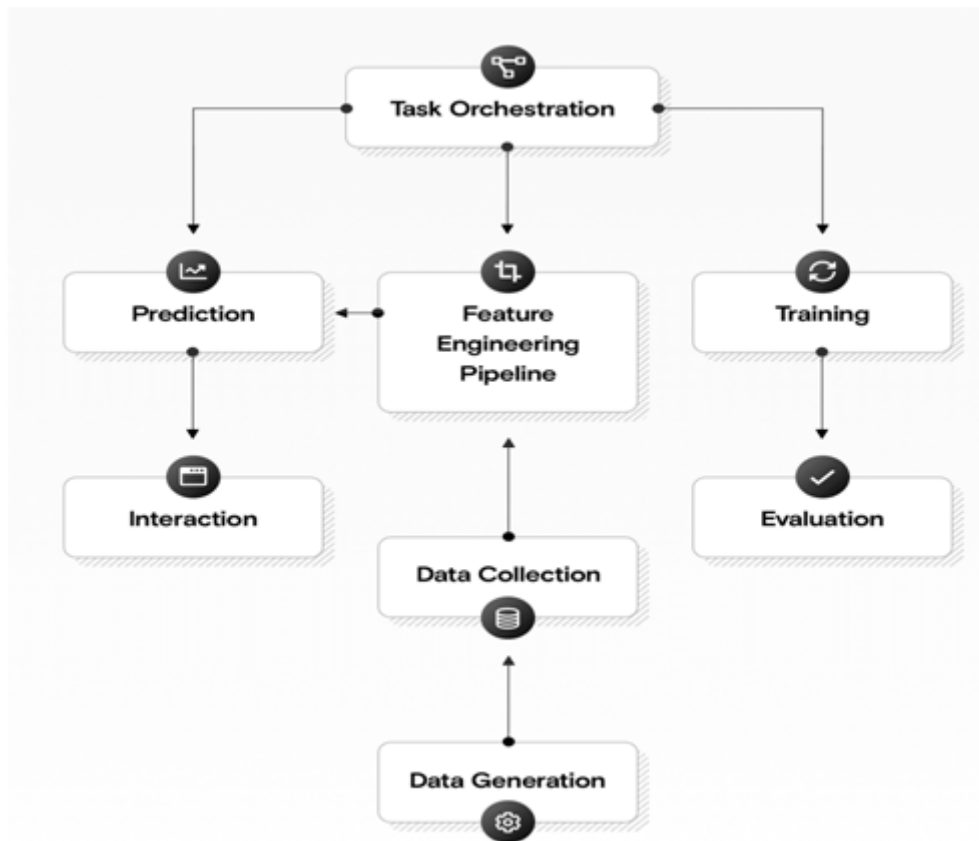 Task Orchestration
Prediction
Feature
Engineering
Pipeline
Training
Interaction
Evaluation
Data Collection
Data Generation